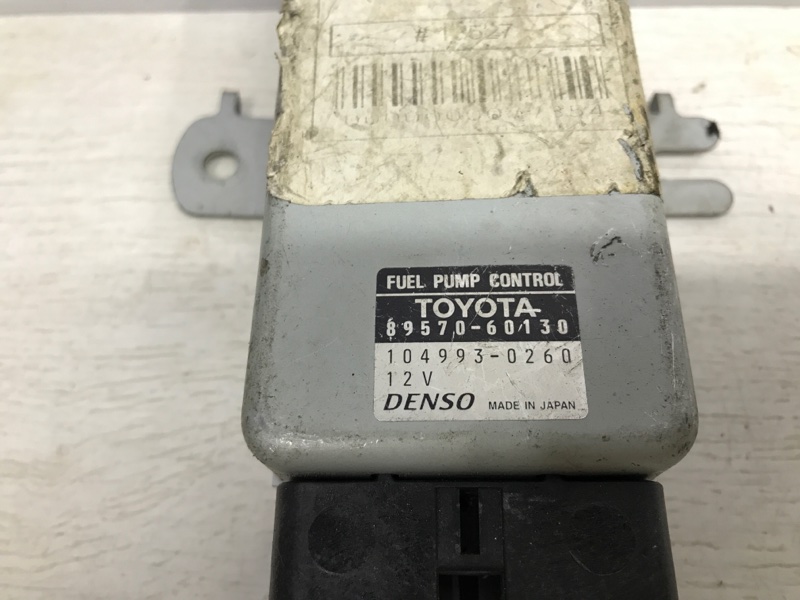 FUEL PUMP CONTROL
TOYOTA
89570-60130
104993-0260
12V
DENSO MADE IN JAPAN